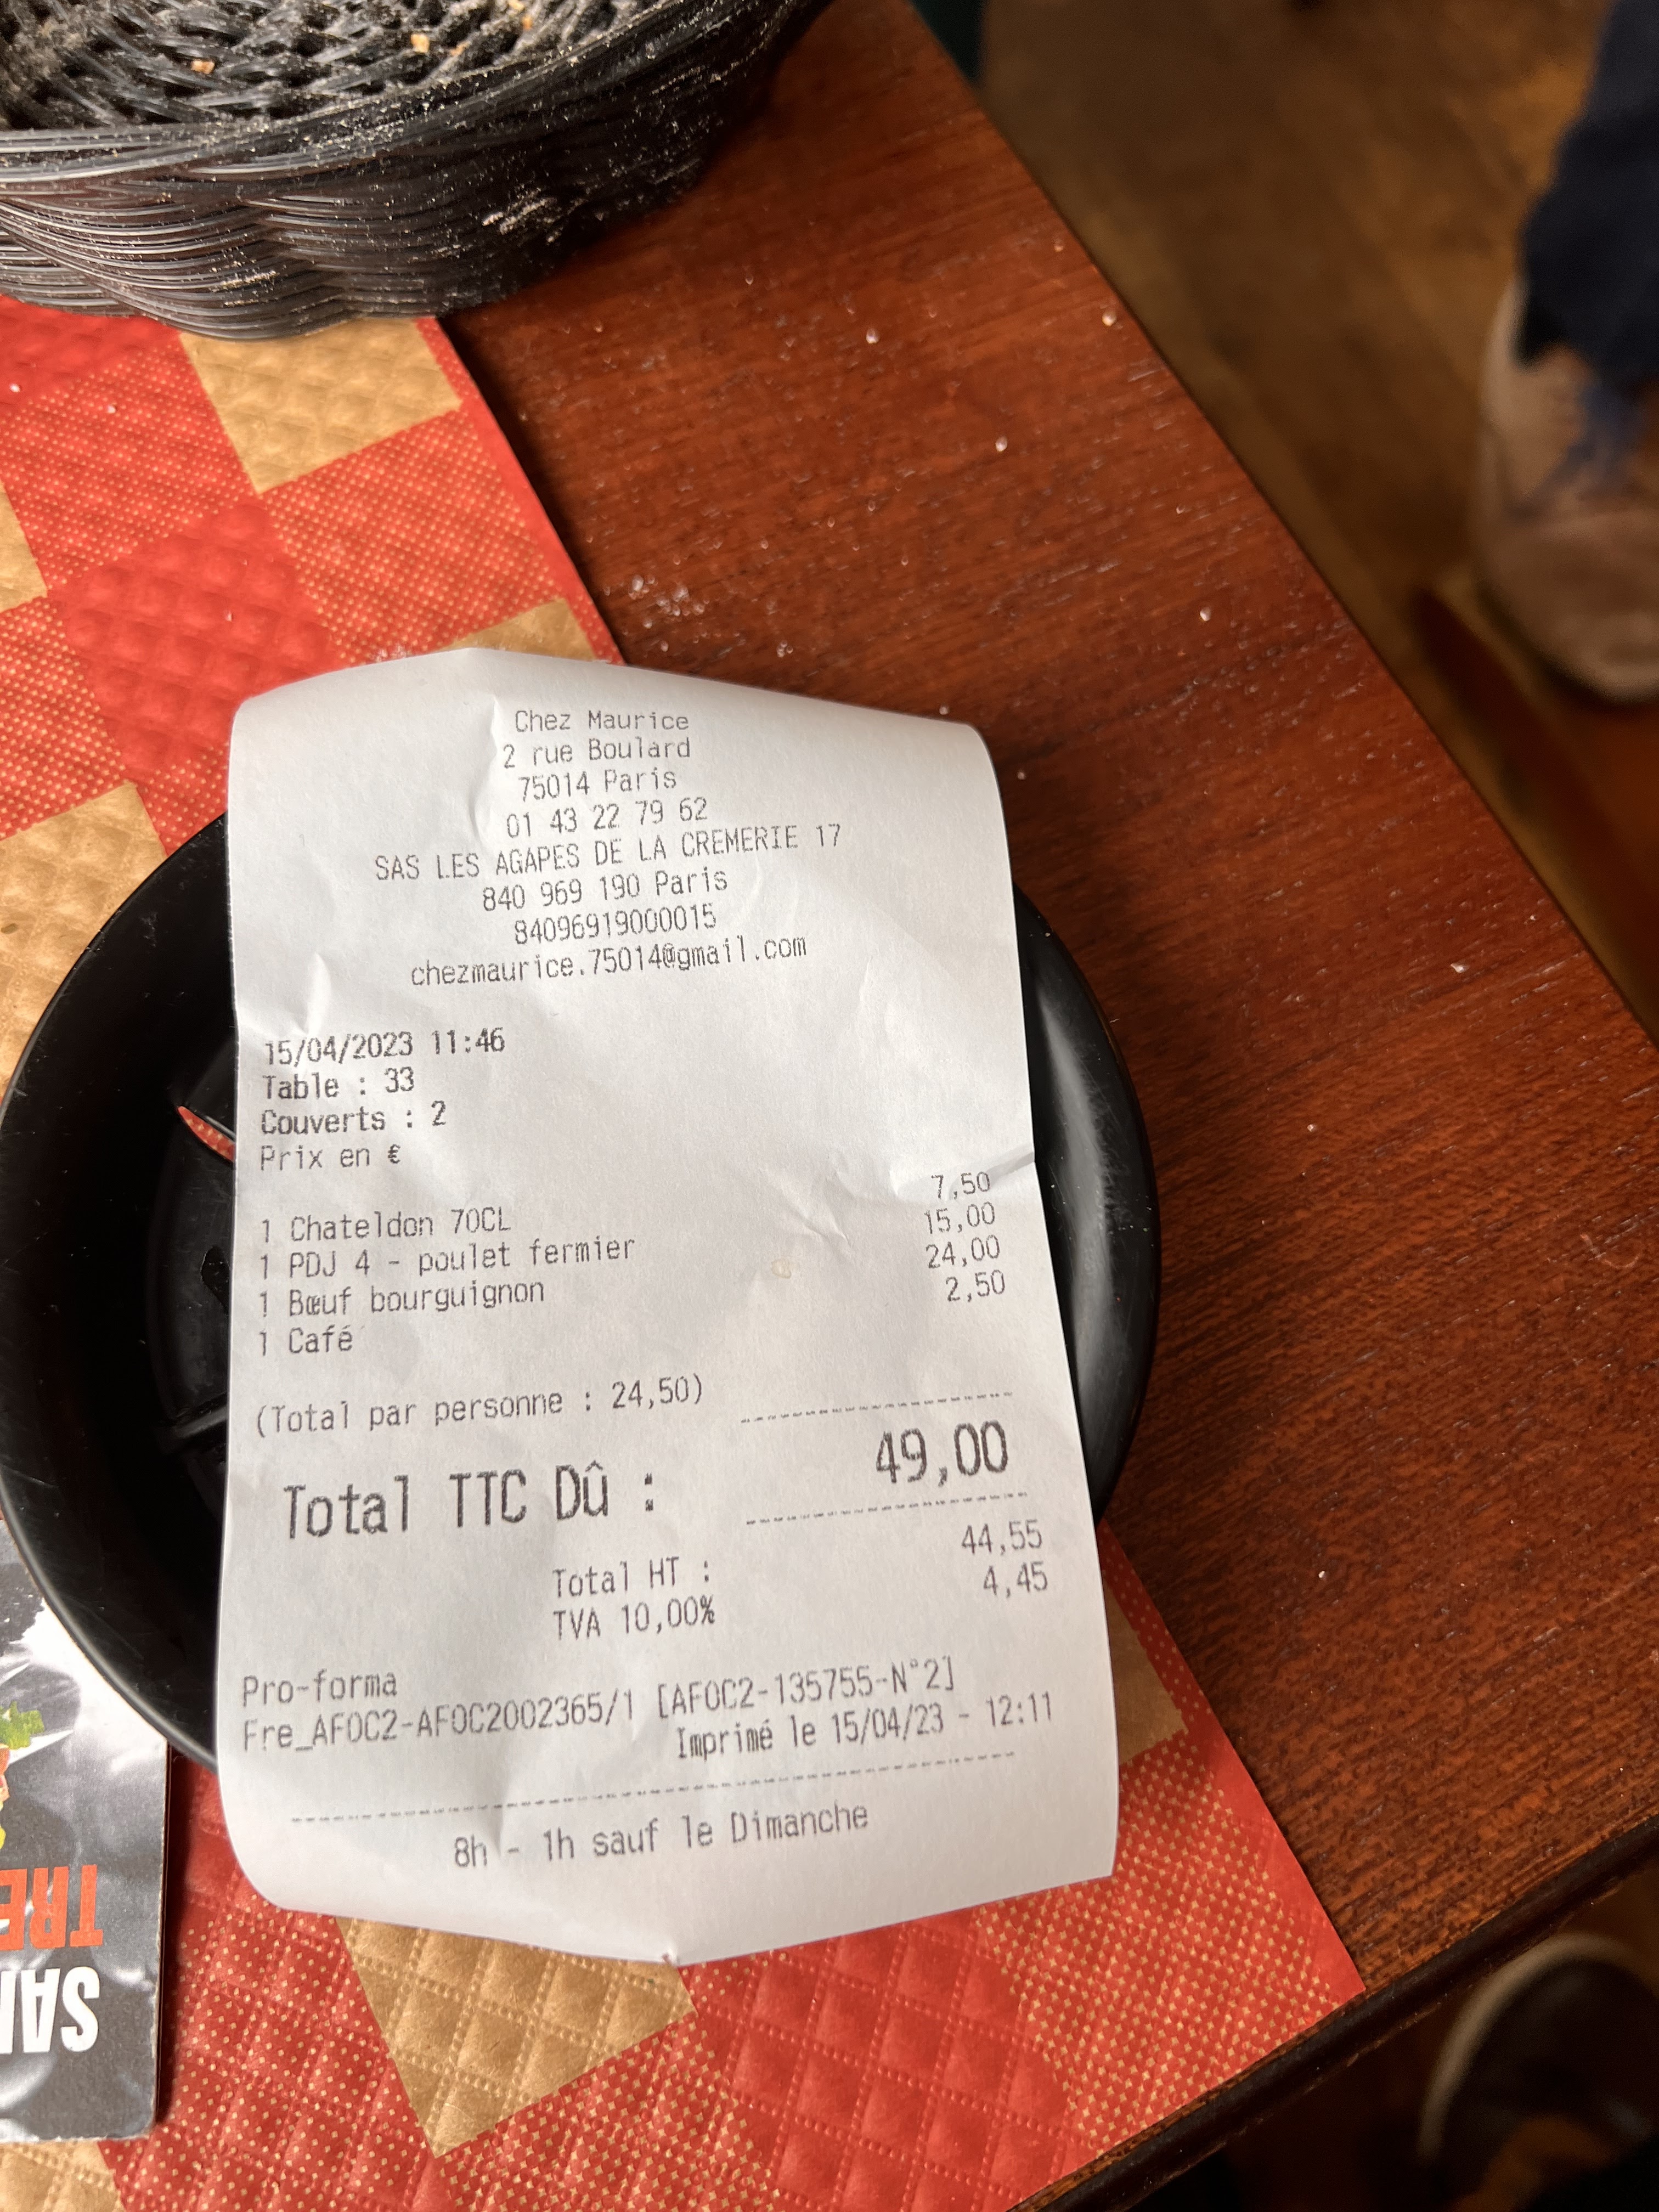 Chez Maurice
2 rue Boulard
75014 Paris
01 43 22 79 62
SAS LES AGAPES DE LA CREMERIE 17
840 969 190 Paris
84096919000015
chezmaurice.75014@gmail.com
15/04/2023 11:46
Table : 33
Couverts : 2
Prix en €
1 Chateldon 70CL 7,50
1 PDJ 4 - poulet fermier 15,00
1 Bœuf bourguignon 24,00
1 Café 2,50
(Total par personne : 24,50)
Total TTC Dû : 49,00
Total HT : 44,55
TVA 10,00% 4,45
Pro-forma
Fre_AFOC2-AFOC2002365/1 [AFOC2-135755-N°2]
Imprimé le 15/04/23 - 12:11
8h - 1h sauf le Dimanche